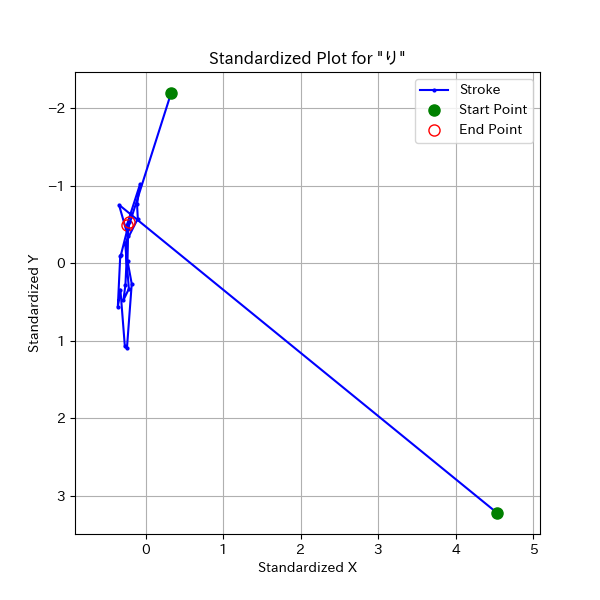 Standardized Plot for "り"
Stroke
Start Point
End Point
−2
−1
0
1
2
3
Standardized Y
0
1
2
3
4
5
Standardized X